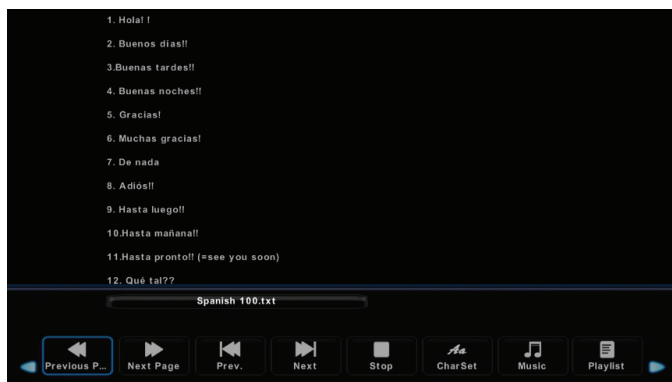 1. Hola! !
2. Buenos días!!
3.Buenas tardes!!
4. Buenas noches!!
5. Gracias!
6. Muchas gracias!
7. De nada
8. Adiós!!
9. Hasta luego!!
10.Hasta mañana!!
11.Hasta pronto!! (=see you soon)
12. Qué tal??
Spanish 100.txt
Previous P... Next Page Prev. Next Stop CharSet Music Playlist